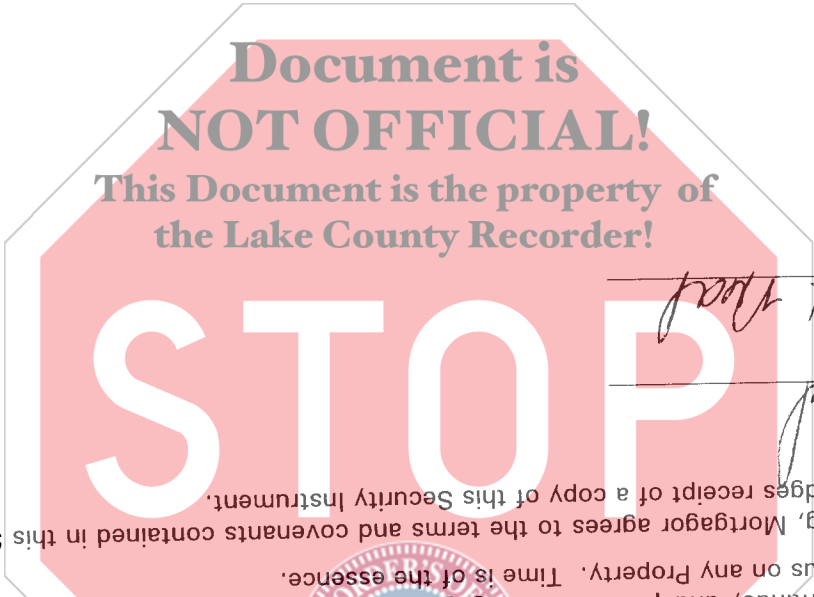 Document is
NOT OFFICIAL!
This Document is the property of
the Lake County Recorder!
STOP
us on any Property. Time is of the essence.
g, Mortgagor agrees to the terms and covenants contained in this
dges receipt of a copy of this Security Instrument.
Neal